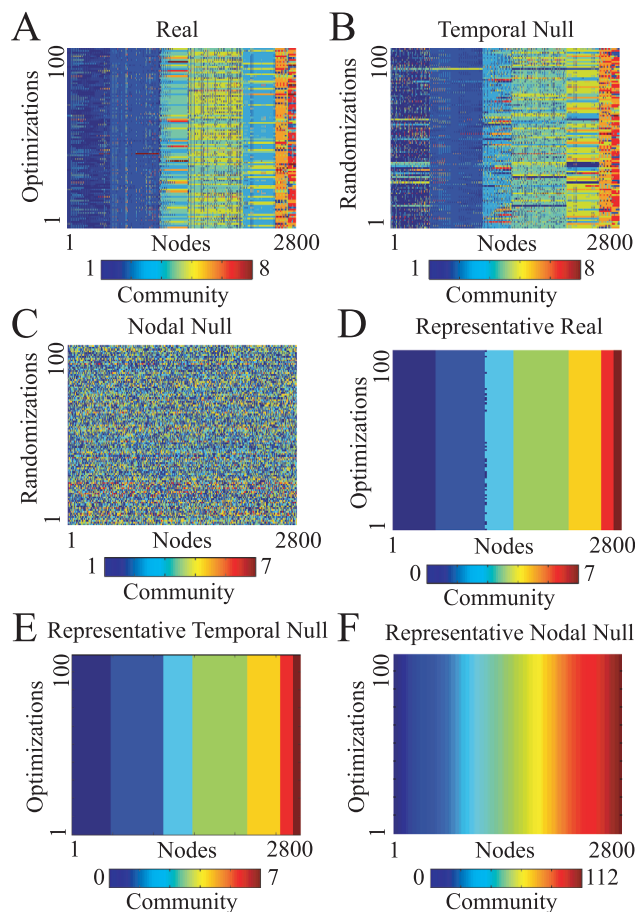 A
Real
Optimizations
100
1
1
Nodes
2800
1
8
Community
B
Temporal Null
Randomizations
100
1
1
Nodes
2800
1
8
Community
C
Nodal Null
Randomizations
100
1
1
Nodes
2800
1
7
Community
D
Representative Real
Optimizations
100
1
1
Nodes
2800
0
7
Community
E
Representative Temporal Null
Optimizations
100
1
1
Nodes
2800
0
7
Community
F
Representative Nodal Null
Optimizations
100
1
1
Nodes
2800
0
112
Community